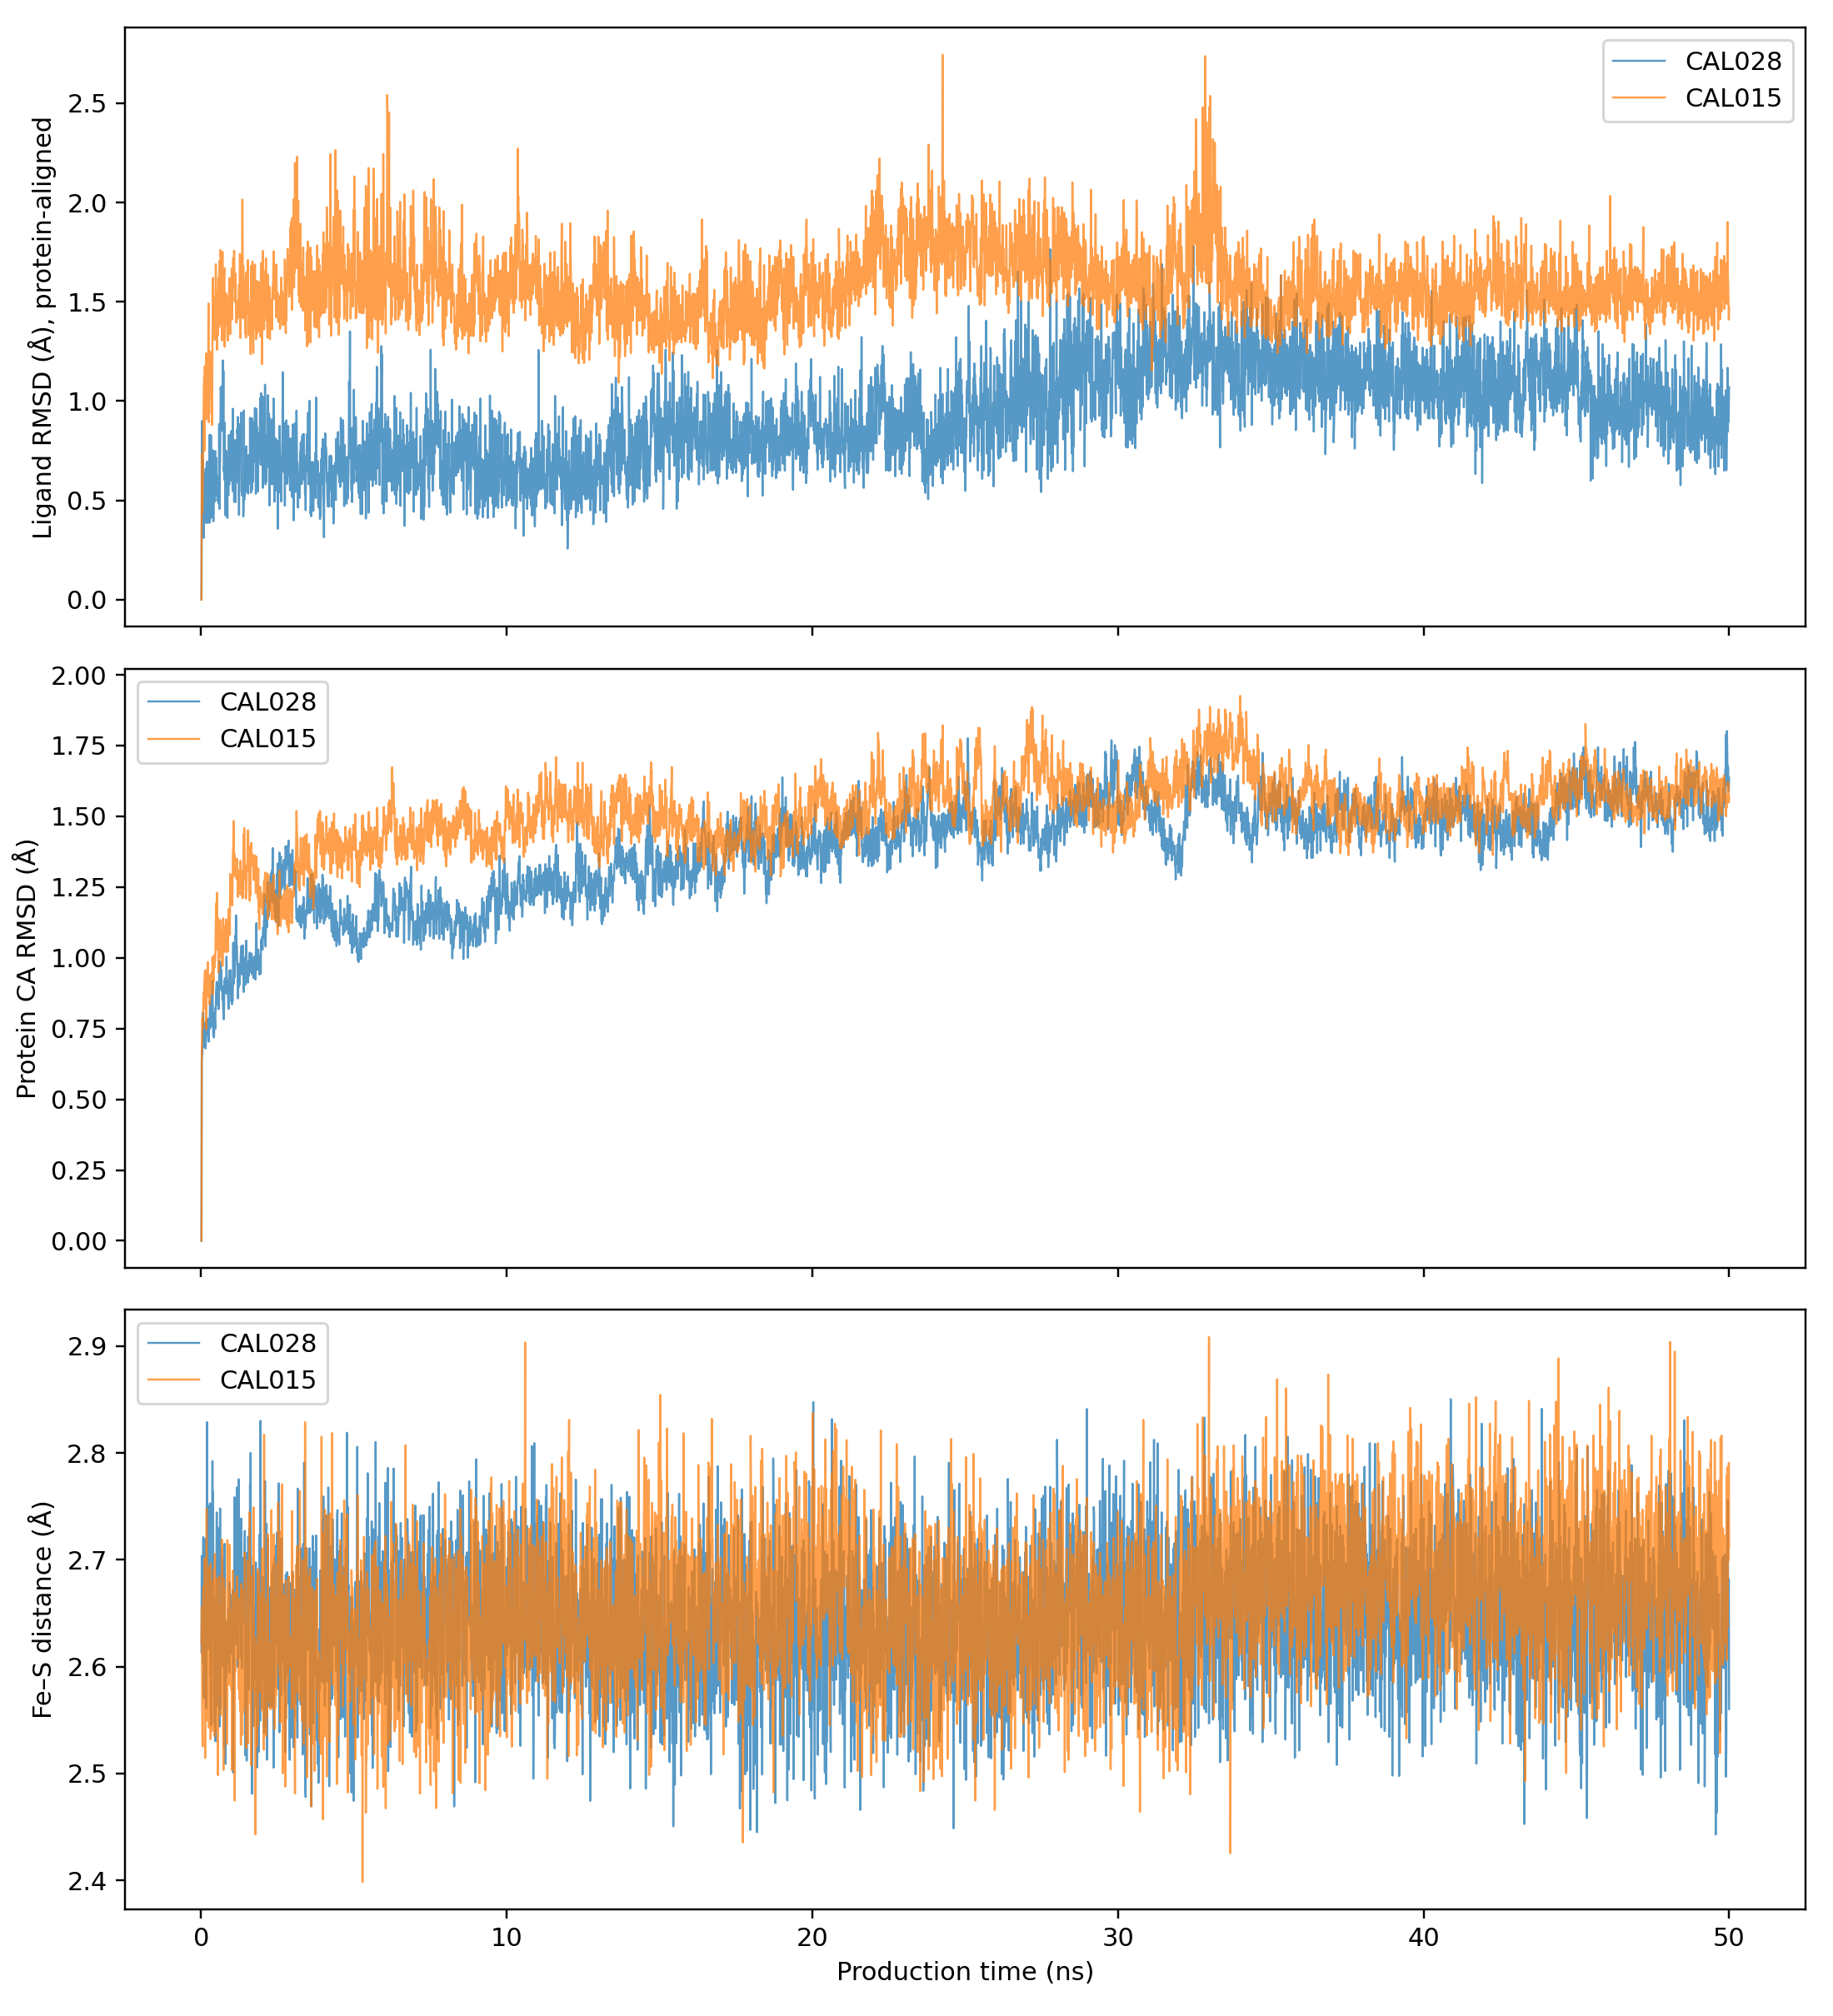 Ligand RMSD (Å), protein-aligned
2.5
2.0
1.5
1.0
0.5
0.0
CAL028
CAL015
Protein CA RMSD (Å)
2.00
1.75
1.50
1.25
1.00
0.75
0.50
0.25
0.00
CAL028
CAL015
Fe–S distance (Å)
2.9
2.8
2.7
2.6
2.5
2.4
CAL028
CAL015
0 10 20 30 40 50
Production time (ns)